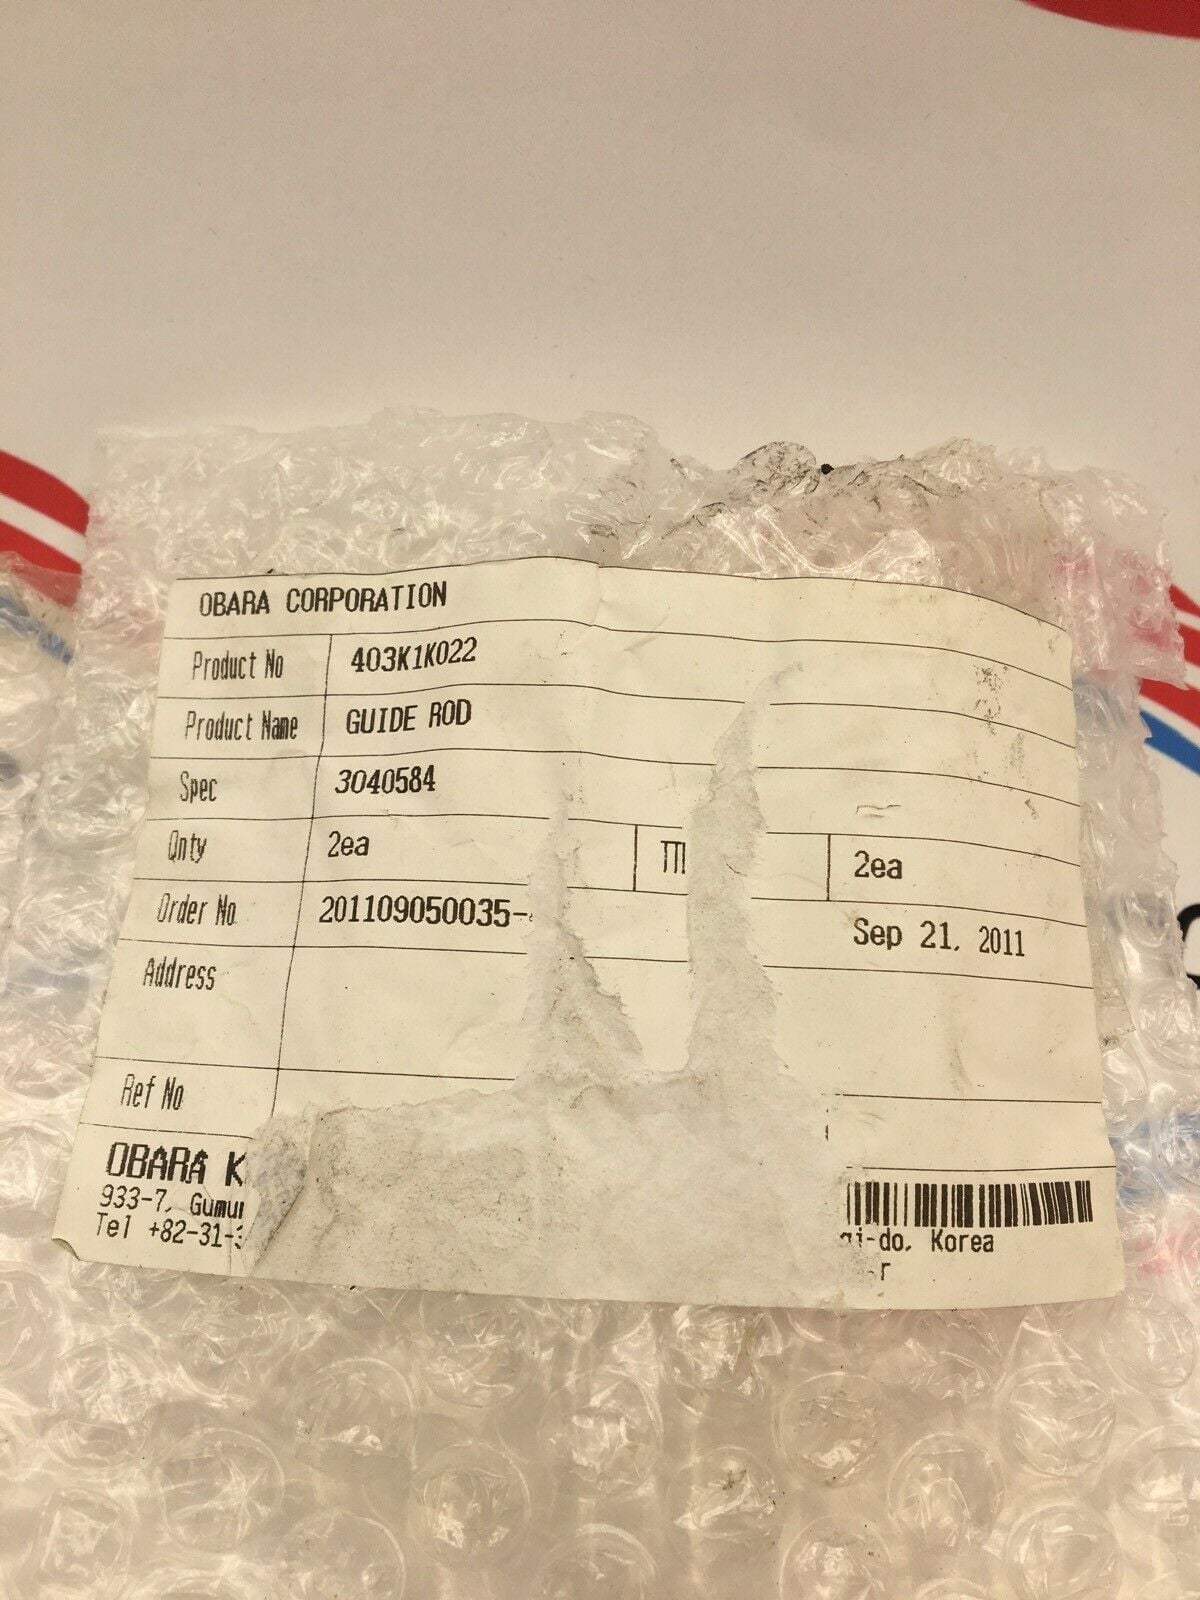 OBARA CORPORATION
Product No 403K1K022
Product Name GUIDE ROD
Spec 3040584
Qnty 2ea 2ea
Order No 201109050035- Sep 21, 2011
Address
Ref No
OBARA K
933-7, Gumu gi-do, Korea
Tel +82-31-3 -r